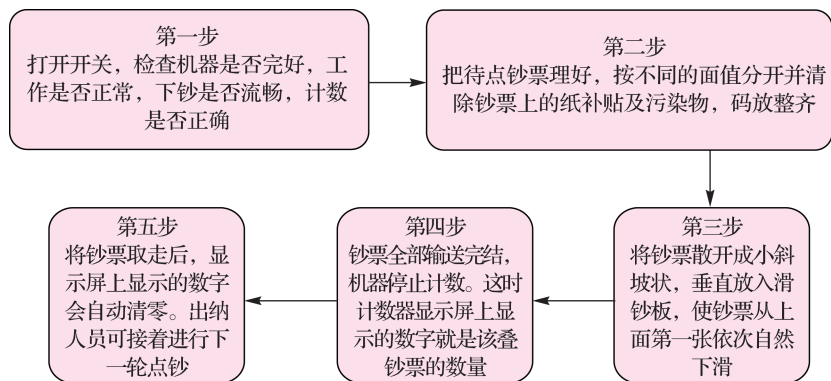 第一步
打开开关，检查机器是否完好，工
作是否正常，下钞是否流畅，计数
是否正确
第二步
把待点钞票理好，按不同的面值分开并清
除钞票上的纸补贴及污染物，码放整齐
第三步
将钞票散开成小斜
坡状，垂直放入滑
钞板，使钞票从上
面第一张依次自然
下滑
第四步
钞票全部输送完结，
机器停止计数。这时
计数器显示屏上显
示的数字就是该叠
钞票的数量
第五步
将钞票取走后，显
示屏上显示的数字
会自动清零。出纳
人员可接着进行下
一轮点钞